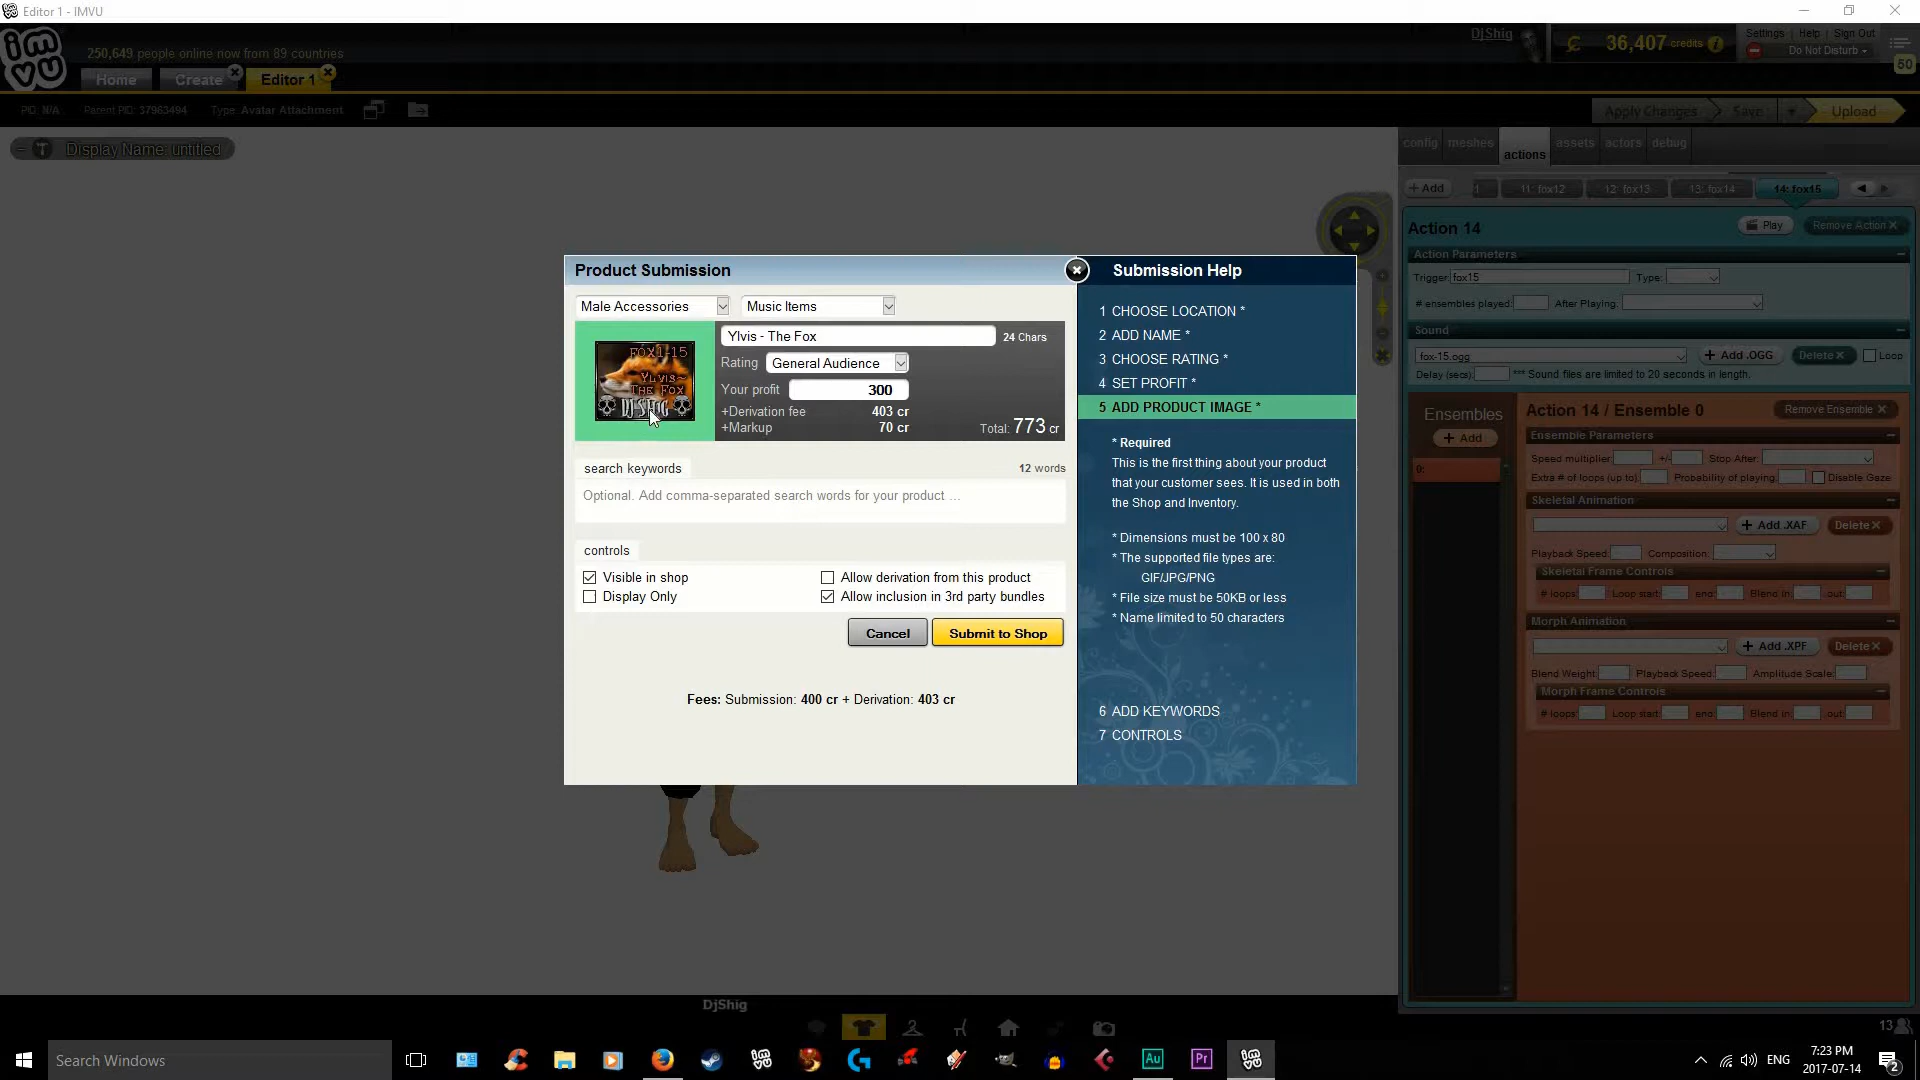 Editor 1 - IMVU
imvu
250,649 people online now from 89 countries
DjShig
36,407 credits
Settings Help Sign Out
Do Not Disturb
50
Home Create Editor 1
PID: N/A Parent PID: 37963494 Type: Avatar Attachment
Apply Changes Save + Upload
Display Name: untitled
config meshes actions assets actors debug
+ Add 1 11: fox12 12: fox13 13: fox14 14: fox15
Action 14 Play Remove Action X
Action Parameters
Trigger: fox15 Type:
# ensembles played: After Playing:
Sound
fox-15.ogg + Add .OGG Delete X Loop
Delay (secs): *** Sound files are limited to 20 seconds in length.
Ensembles
+ Add
0:
Action 14 / Ensemble 0 Remove Ensemble X
Ensemble Parameters
Speed multiplier: +/- Stop After:
Extra # of loops (up to): Probability of playing: Disable Gaze
Skeletal Animation
+ Add .XAF Delete X
Playback Speed: Composition:
Skeletal Frame Controls
# loops: Loop start: end: Blend in: out:
Morph Animation
+ Add .XPF Delete X
Blend Weight: Playback Speed: Amplitude Scale:
Morph Frame Controls
# loops: Loop start: end: Blend in: out:
Product Submission
Male Accessories Music Items
FOX1-15
Ylvis~
The Fox
DJ SHIG
Ylvis - The Fox 24 Chars
Rating General Audience
Your profit 300
+Derivation fee 403 cr
+Markup 70 cr Total: 773 cr
search keywords 12 words
Optional. Add comma-separated search words for your product ...
controls
Visible in shop Allow derivation from this product
Display Only Allow inclusion in 3rd party bundles
Cancel Submit to Shop
Fees: Submission: 400 cr + Derivation: 403 cr
Submission Help
1 CHOOSE LOCATION *
2 ADD NAME *
3 CHOOSE RATING *
4 SET PROFIT *
5 ADD PRODUCT IMAGE *
* Required
This is the first thing about your product
that your customer sees. It is used in both
the Shop and Inventory.
* Dimensions must be 100 x 80
* The supported file types are:
GIF/JPG/PNG
* File size must be 50KB or less
* Name limited to 50 characters
6 ADD KEYWORDS
7 CONTROLS
DjShig
13
Search Windows
Au Pr
ENG
7:23 PM
2017-07-14
2